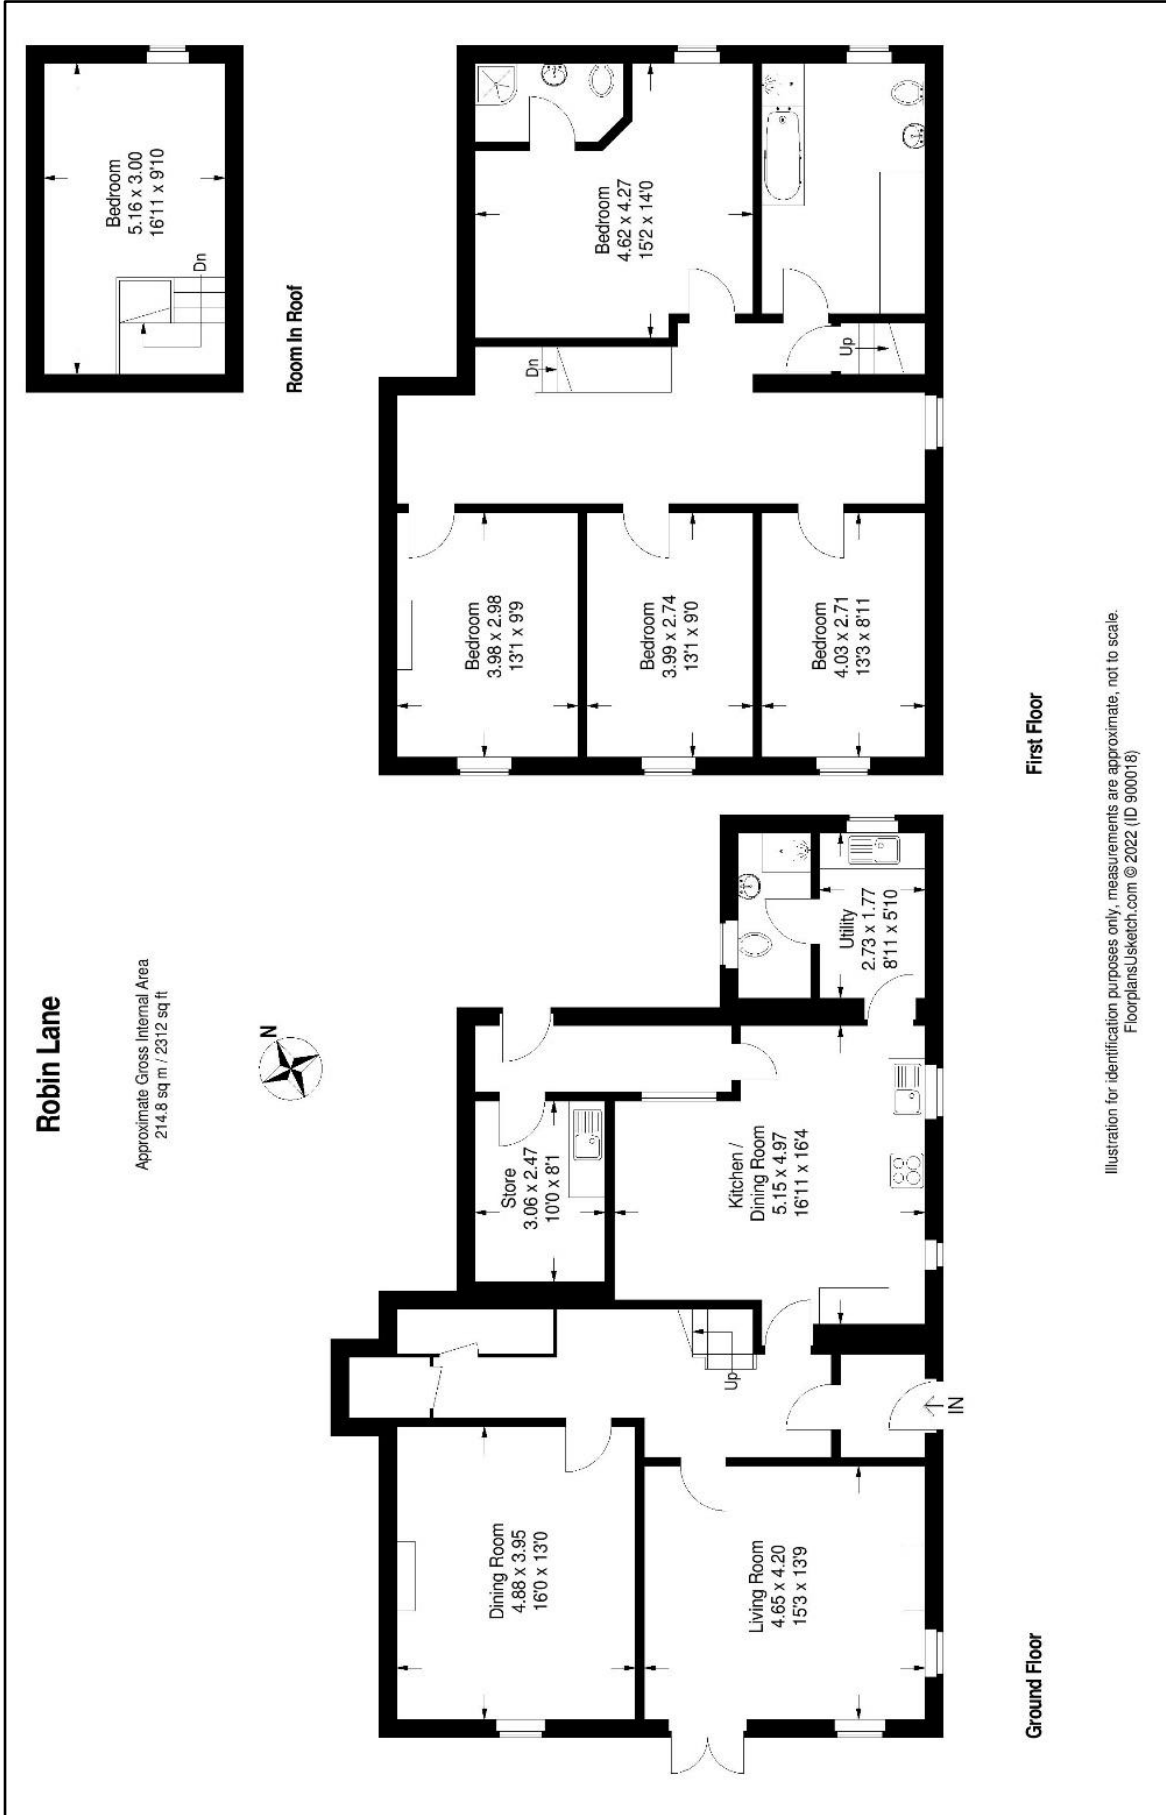 Robin Lane
Approximate Gross Internal Area
214.8 sq m / 2312 sq ft
N
Dining Room
4.88 x 3.95
16'0 x 13'0
Living Room
4.65 x 4.20
15'3 x 13'9
Up
IN
Store
3.06 x 2.47
10'0 x 8'1
Kitchen /
Dining Room
5.15 x 4.97
16'11 x 16'4
Utility
2.73 x 1.77
8'11 x 5'10
Ground Floor
Bedroom
3.98 x 2.98
13'1 x 9'9
Bedroom
3.99 x 2.74
13'1 x 9'0
Bedroom
4.03 x 2.71
13'3 x 8'11
Dn
Up
Bedroom
4.62 x 4.27
15'2 x 14'0
First Floor
Bedroom
5.16 x 3.00
16'11 x 9'10
Dn
Room In Roof
Illustration for identification purposes only, measurements are approximate, not to scale.
FloorplansUsketch.com © 2022 (ID 900018)